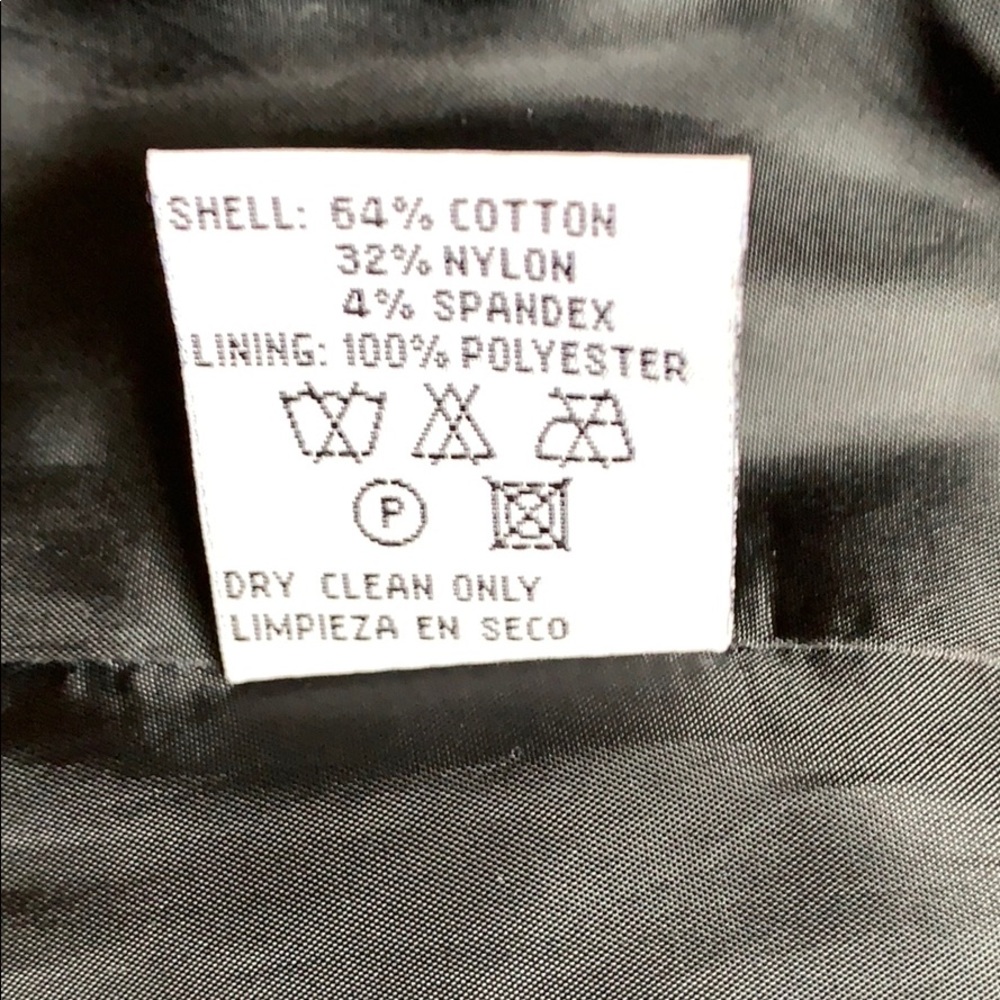 SHELL: 64% COTTON
32% NYLON
4% SPANDEX
LINING: 100% POLYESTER
P
DRY CLEAN ONLY
LIMPIEZA EN SECO